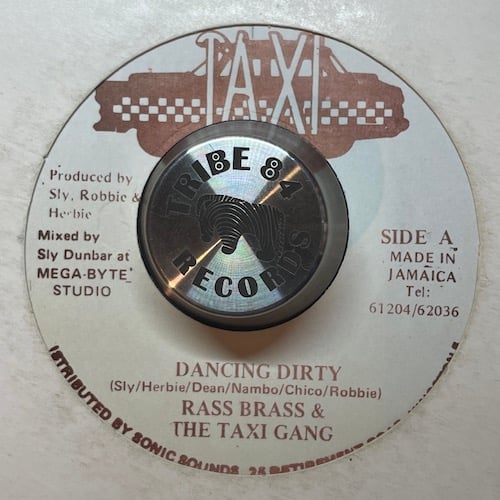 TAXI
TRIBE 84
RECORDS
Produced by
Sly, Robbie &
Herbie
Mixed by
Sly Dunbar at
MEGA-BYTE
STUDIO
SIDE A
MADE IN
JAMAICA
Tel:
61204/62036
DANCING DIRTY
(Sly/Herbie/Dean/Nambo/Chico/Robbie)
RASS BRASS &
THE TAXI GANG
ISTRIBUTED BY SONIC SOUNDS, 25 RETIREMENT